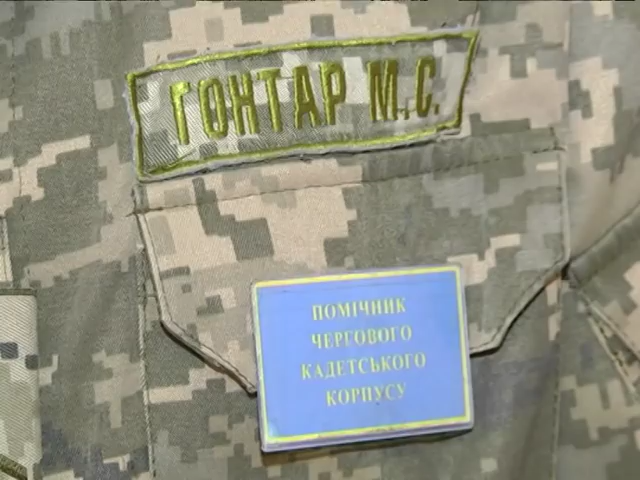 ГОНТАР М.С.
ПОМІЧНИК
ЧЕРГОВОГО
КАДЕТСЬКОГО
КОРПУСУ